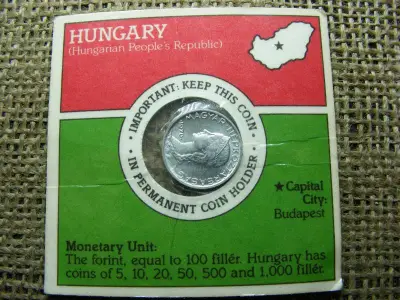 HUNGARY
(Hungarian People's Republic)
• IMPORTANT: KEEP THIS COIN •
IN PERMANENT COIN HOLDER
MAGYAR
★Capital
City:
Budapest
Monetary Unit:
The forint, equal to 100 fillér. Hungary has
coins of 5, 10, 20, 50, 500 and 1,000 fillér.